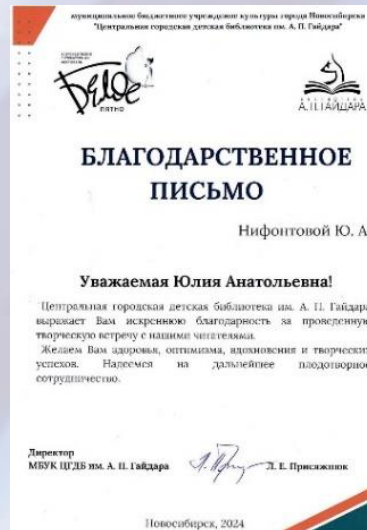 муниципальное бюджетное учреждение культуры города Новосибирска
"Центральная городская детская библиотека им. А. П. Гайдара"
Белое
ПЯТНО
А.П.ГАЙДАРА
БЛАГОДАРСТВЕННОЕ
ПИСЬМО
Нифонтовой Ю. А
Уважаемая Юлия Анатольевна!
Центральная городская детская библиотека им. А. П. Гайдара
выражает Вам искреннюю благодарность за проведенную
творческую встречу с нашими читателями.
Желаем Вам здоровья, оптимизма, вдохновения и творческих
успехов. Надеемся на дальнейшее плодотворное
сотрудничество.
Директор
МБУК ЦГДБ им. А. П. Гайдара Л. Е. Присяжнюк
Новосибирск, 2024